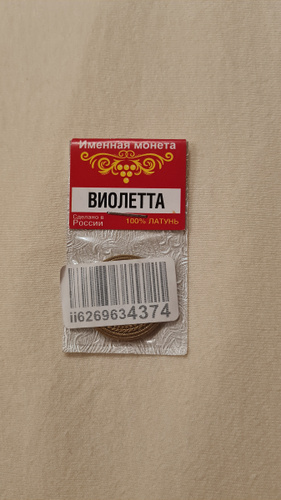 Именная монета
ВИОЛЕТТА
Сделано в
России
100% ЛАТУНЬ
ii6269634374